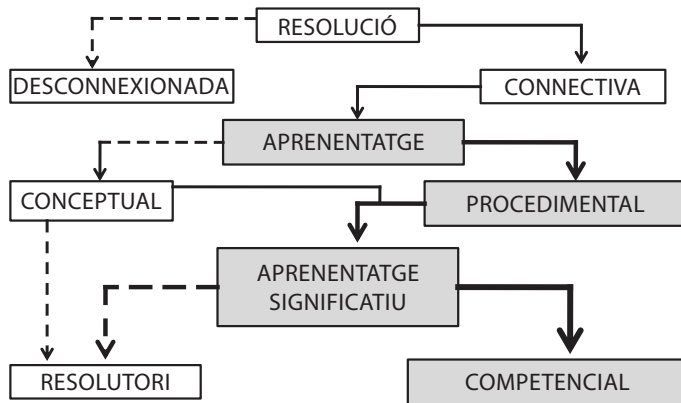 RESOLUCIÓ
DESCONNEXIONADA
CONNECTIVA
APRENENTATGE
CONCEPTUAL
PROCEDIMENTAL
APRENENTATGE
SIGNIFICATIU
RESOLUTORI
COMPETENCIAL